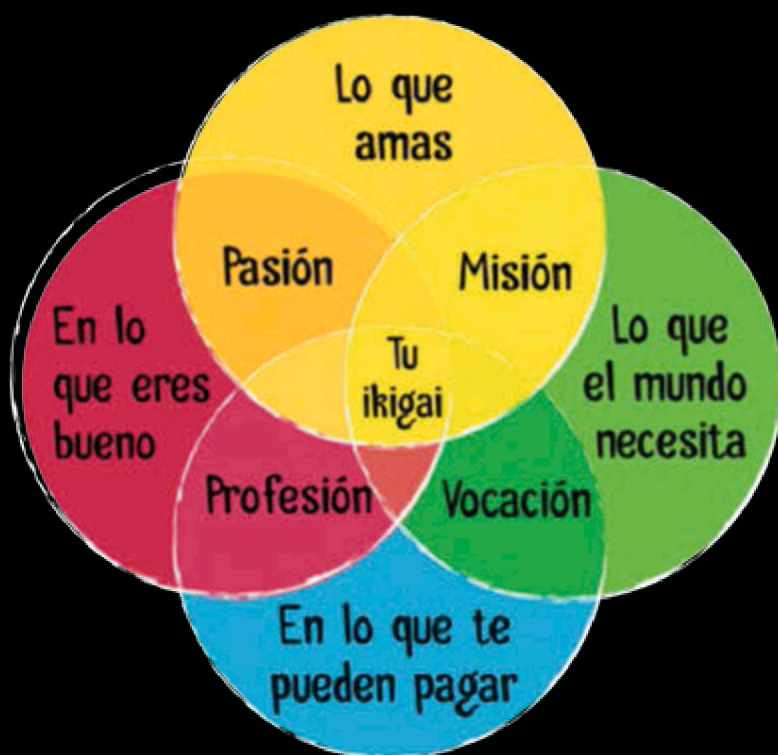 Lo que
amas
Pasión
Misión
En lo
que eres
bueno
Tu
ikigai
Lo que
el mundo
necesita
Profesión
Vocación
En lo que te
pueden pagar